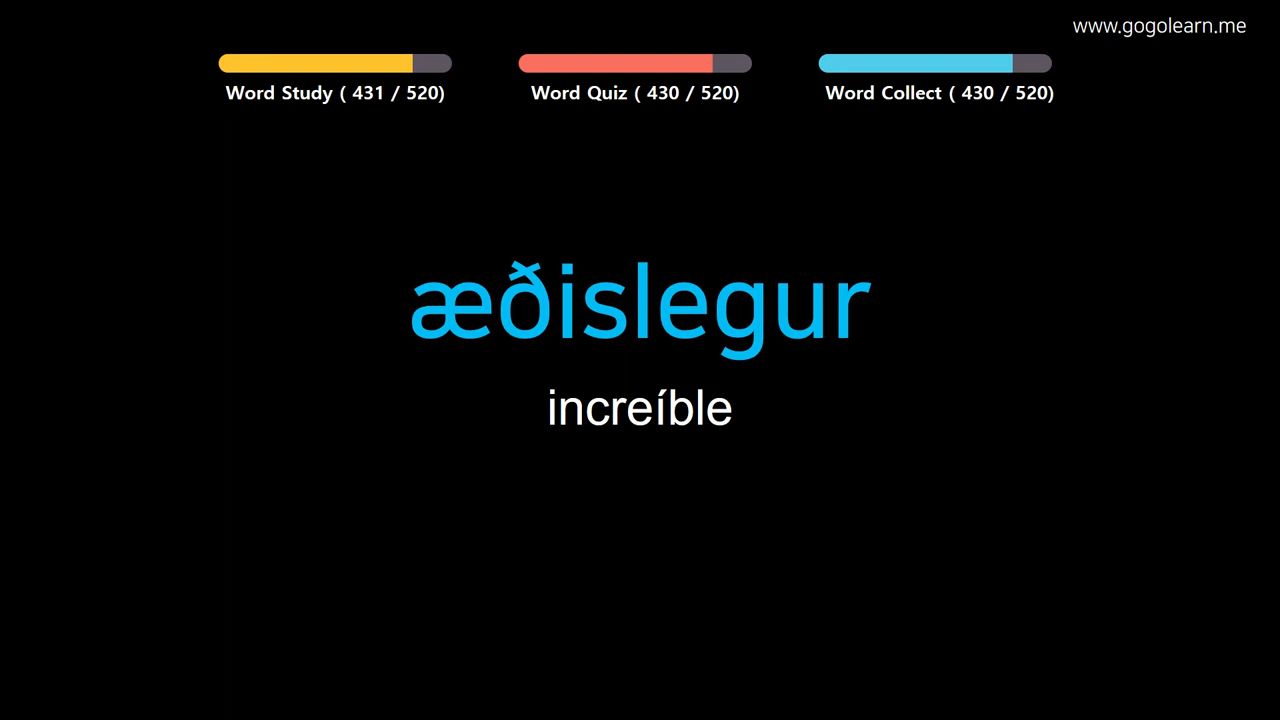 www.gogolearn.me
Word Study ( 431 / 520)
Word Quiz ( 430 / 520)
Word Collect ( 430 / 520)
æðislegur
increíble